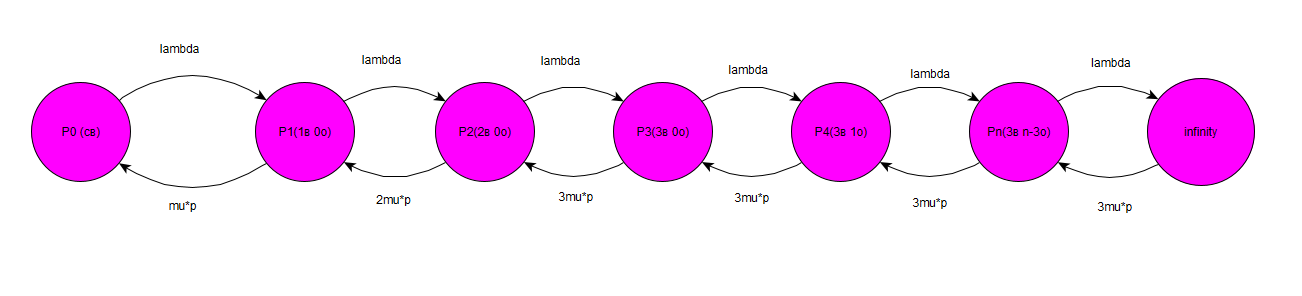 lambda
lambda
lambda
lambda
lambda
lambda
P0 (св)
P1(1в 0о)
P2(2в 0о)
P3(3в 0о)
P4(3в 1о)
Pn(3в n-3о)
infinity
mu*p
2mu*p
3mu*p
3mu*p
3mu*p
3mu*p